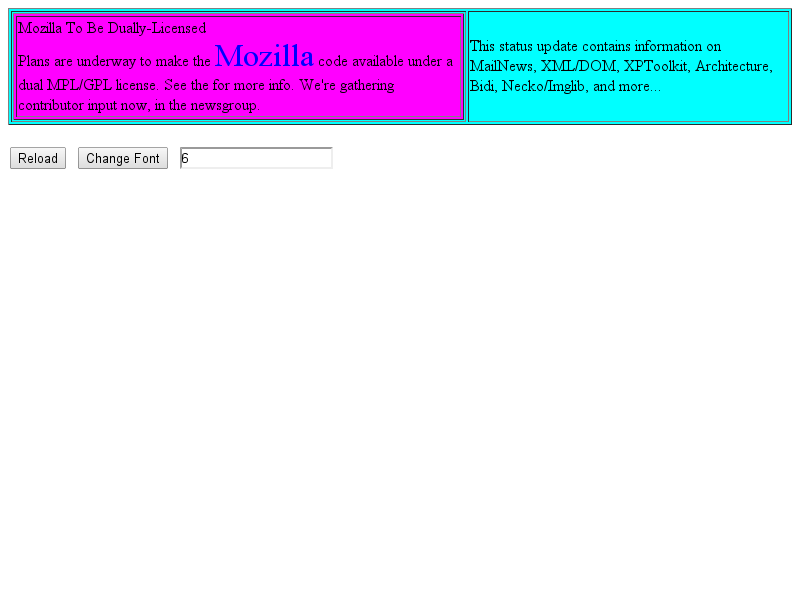 Mozilla To Be Dually-Licensed
Plans are underway to make the Mozilla code available under a
dual MPL/GPL license. See the for more info. We're gathering
contributor input now, in the newsgroup.
This status update contains information on
MailNews, XML/DOM, XPToolkit, Architecture,
Bidi, Necko/Imglib, and more...
Reload Change Font 6